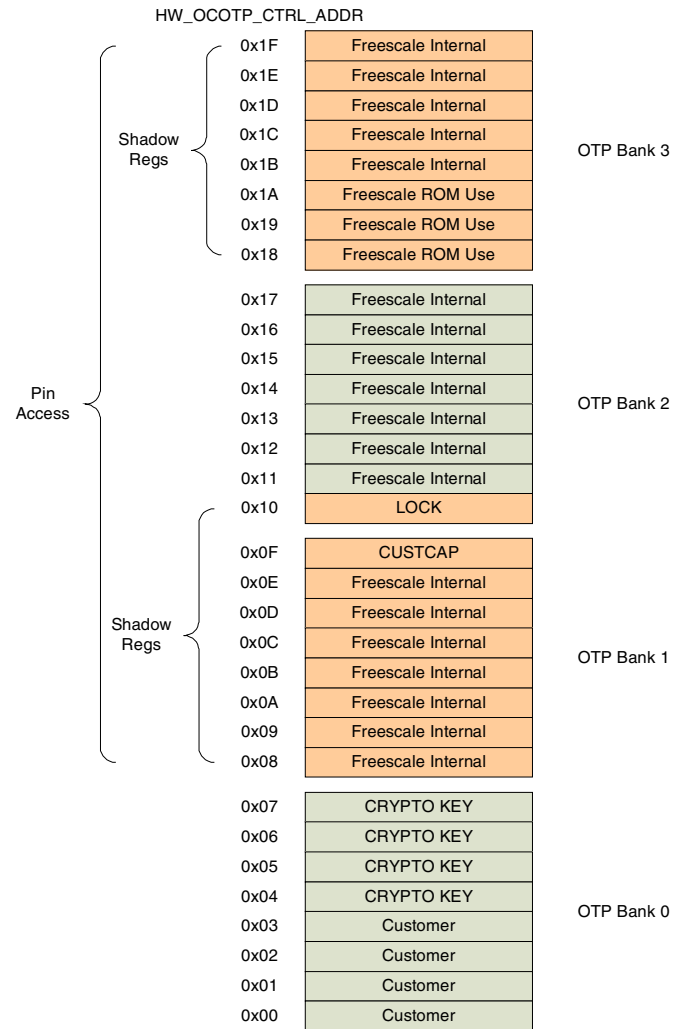 HW_OCOTP_CTRL_ADDR
0x1F Freescale Internal
0x1E Freescale Internal
0x1D Freescale Internal
0x1C Freescale Internal
Shadow
Regs
OTP Bank 3
0x1B Freescale Internal
0x1A Freescale ROM Use
0x19 Freescale ROM Use
0x18 Freescale ROM Use
0x17 Freescale Internal
0x16 Freescale Internal
0x15 Freescale Internal
0x14 Freescale Internal
Pin
Access
OTP Bank 2
0x13 Freescale Internal
0x12 Freescale Internal
0x11 Freescale Internal
0x10 LOCK
0x0F CUSTCAP
0x0E Freescale Internal
0x0D Freescale Internal
0x0C Freescale Internal
Shadow
Regs
OTP Bank 1
0x0B Freescale Internal
0x0A Freescale Internal
0x09 Freescale Internal
0x08 Freescale Internal
0x07 CRYPTO KEY
0x06 CRYPTO KEY
0x05 CRYPTO KEY
0x04 CRYPTO KEY
OTP Bank 0
0x03 Customer
0x02 Customer
0x01 Customer
0x00 Customer